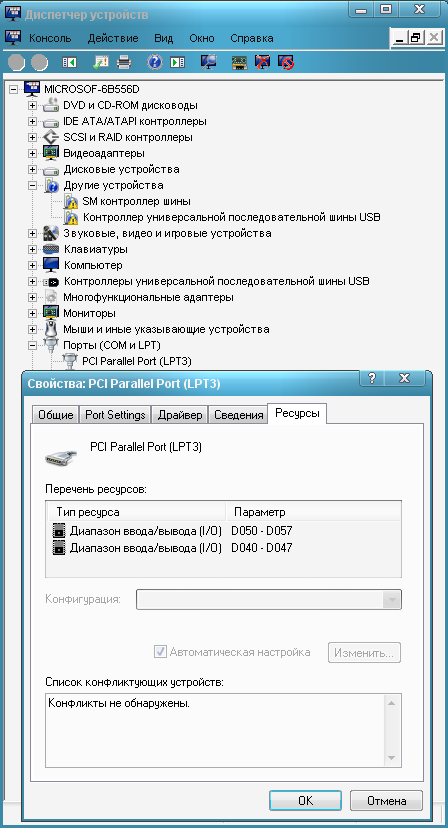 Диспетчер устройств
Консоль Действие Вид Окно Справка
MICROSOF-6B556D
DVD и CD-ROM дисководы
IDE ATA/ATAPI контроллеры
SCSI и RAID контроллеры
Видеоадаптеры
Дисковые устройства
Другие устройства
SM контроллер шины
Контроллер универсальной последовательной шины USB
Звуковые, видео и игровые устройства
Клавиатуры
Компьютер
Контроллеры универсальной последовательной шины USB
Многофункциональные адаптеры
Мониторы
Мыши и иные указывающие устройства
Порты (COM и LPT)
PCI Parallel Port (LPT3)
Свойства: PCI Parallel Port (LPT3)
Общие Port Settings Драйвер Сведения Ресурсы
PCI Parallel Port (LPT3)
Перечень ресурсов:
Тип ресурса Параметр
Диапазон ввода/вывода (I/O) D050 - D057
Диапазон ввода/вывода (I/O) D040 - D047
Конфигурация:
Автоматическая настройка Изменить...
Список конфликтующих устройств:
Конфликты не обнаружены.
OK Отмена